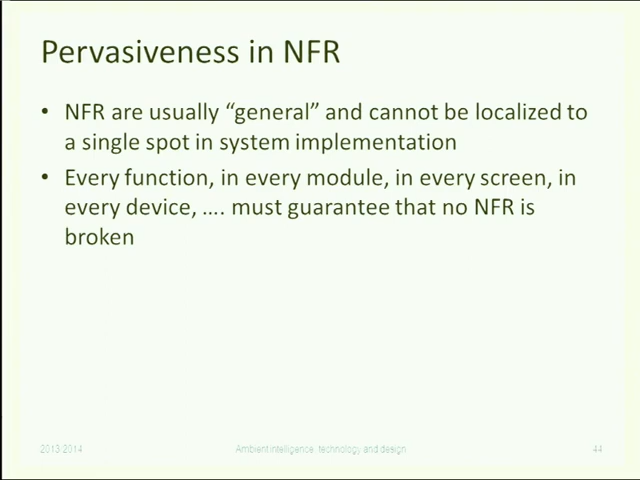 Pervasiveness in NFR
• NFR are usually “general” and cannot be localized to
a single spot in system implementation
• Every function, in every module, in every screen, in
every device, …. must guarantee that no NFR is
broken
2013/2014 Ambient intelligence: technology and design 44